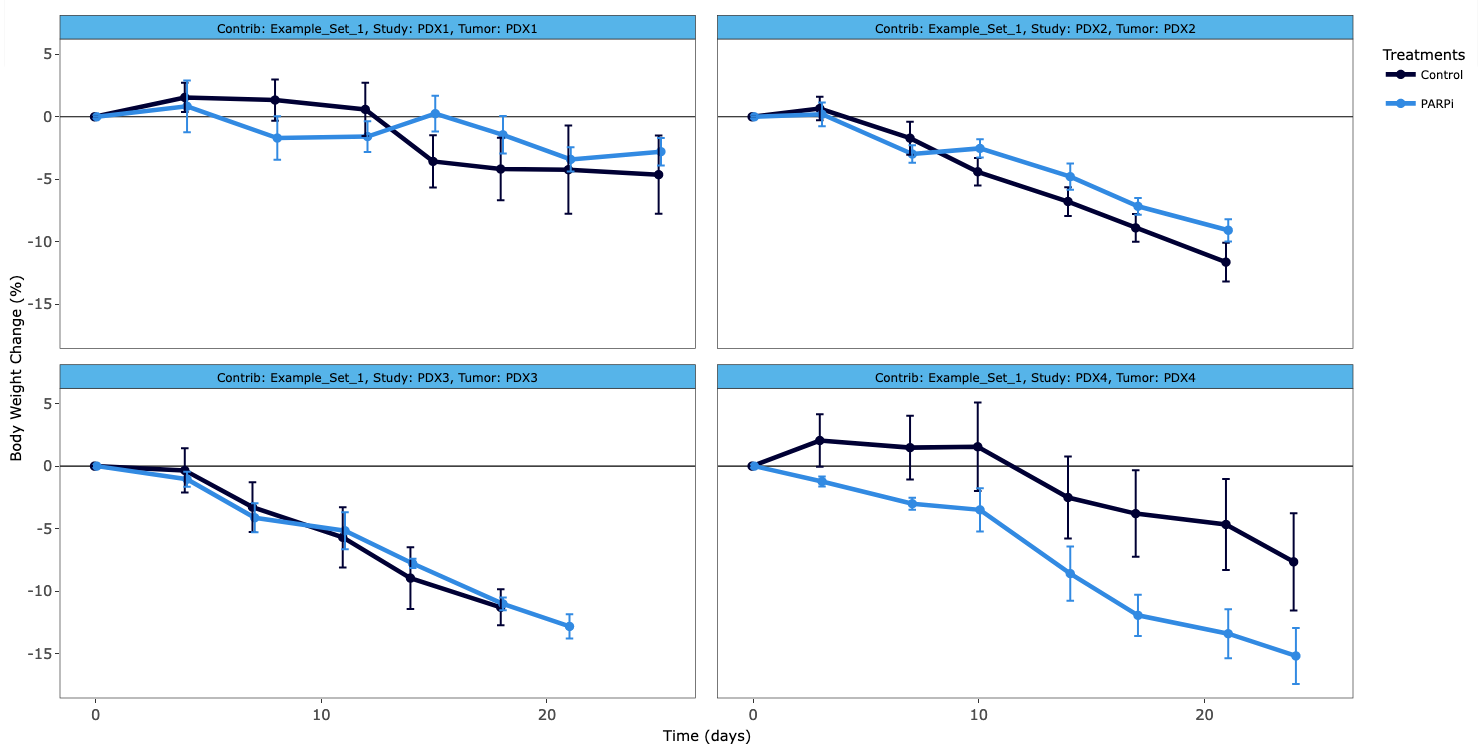 Contrib: Example_Set_1, Study: PDX1, Tumor: PDX1
Contrib: Example_Set_1, Study: PDX2, Tumor: PDX2
Treatments
Control
PARPi
5
0
-5
-10
-15
Body Weight Change (%)
Contrib: Example_Set_1, Study: PDX3, Tumor: PDX3
Contrib: Example_Set_1, Study: PDX4, Tumor: PDX4
5
0
-5
-10
-15
0
10
20
0
10
20
Time (days)